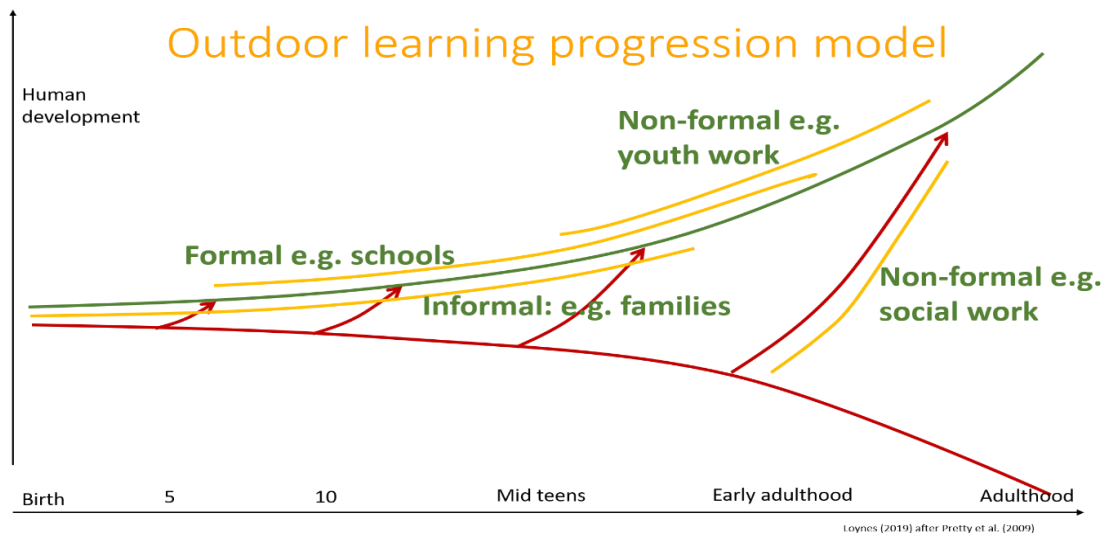 Outdoor learning progression model
Human
development
Non-formal e.g.
youth work
Formal e.g. schools
Informal: e.g. families
Non-formal e.g.
social work
Birth
5
10
Mid teens
Early adulthood
Adulthood
Loynes (2019) after Pretty et al. (2009)